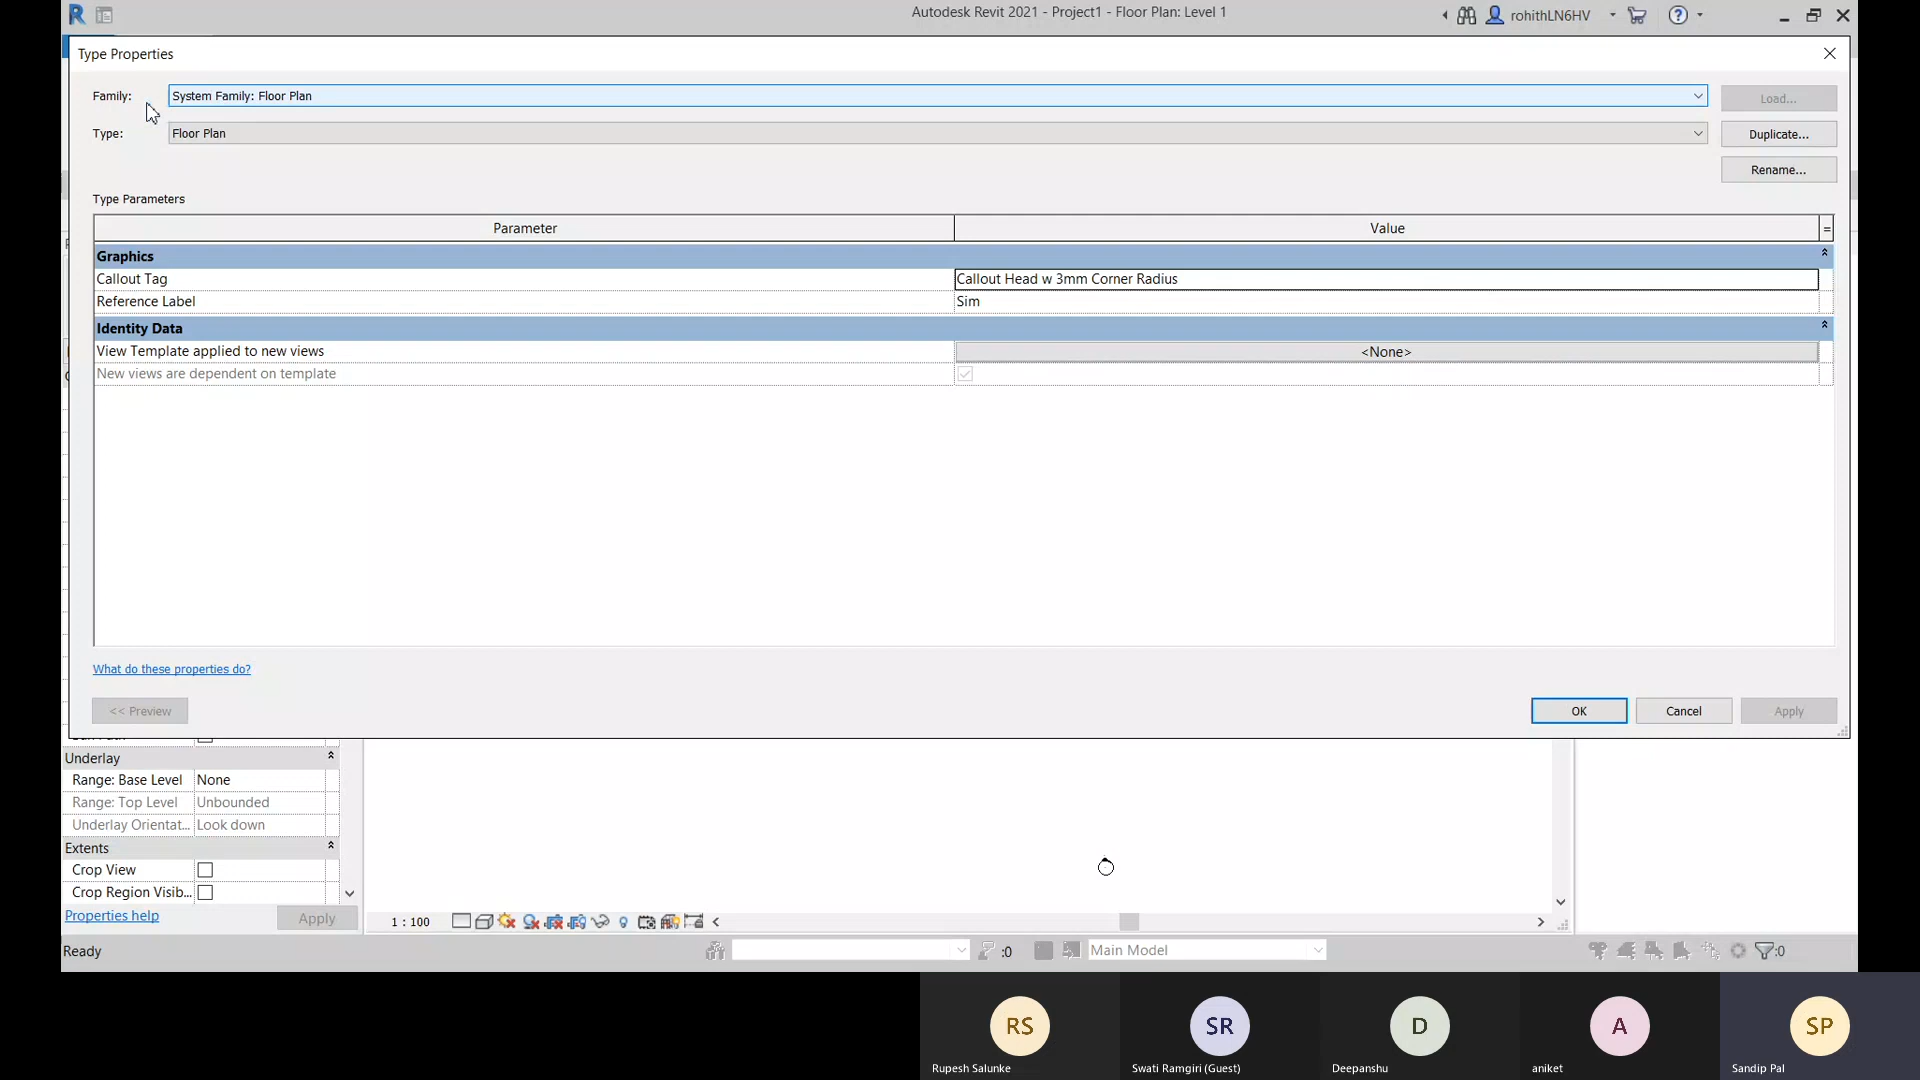 Autodesk Revit 2021 - Project1 - Floor Plan: Level 1
rohithLN6HV
Type Properties
Family:
System Family: Floor Plan
Load...
Type:
Floor Plan
Duplicate...
Rename...
Type Parameters
Parameter
Value
=
Graphics
Callout Tag
Callout Head w 3mm Corner Radius
Reference Label
Sim
Identity Data
View Template applied to new views
<None>
New views are dependent on template
What do these properties do?
<< Preview
OK
Cancel
Apply
Underlay
Range: Base Level
None
Range: Top Level
Unbounded
Underlay Orientat...
Look down
Extents
Crop View
Crop Region Visib...
Properties help
Apply
1 : 100
Ready
:0
Main Model
:0
RS
SR
D
A
SP
Rupesh Salunke
Swati Ramgiri (Guest)
Deepanshu
aniket
Sandip Pal